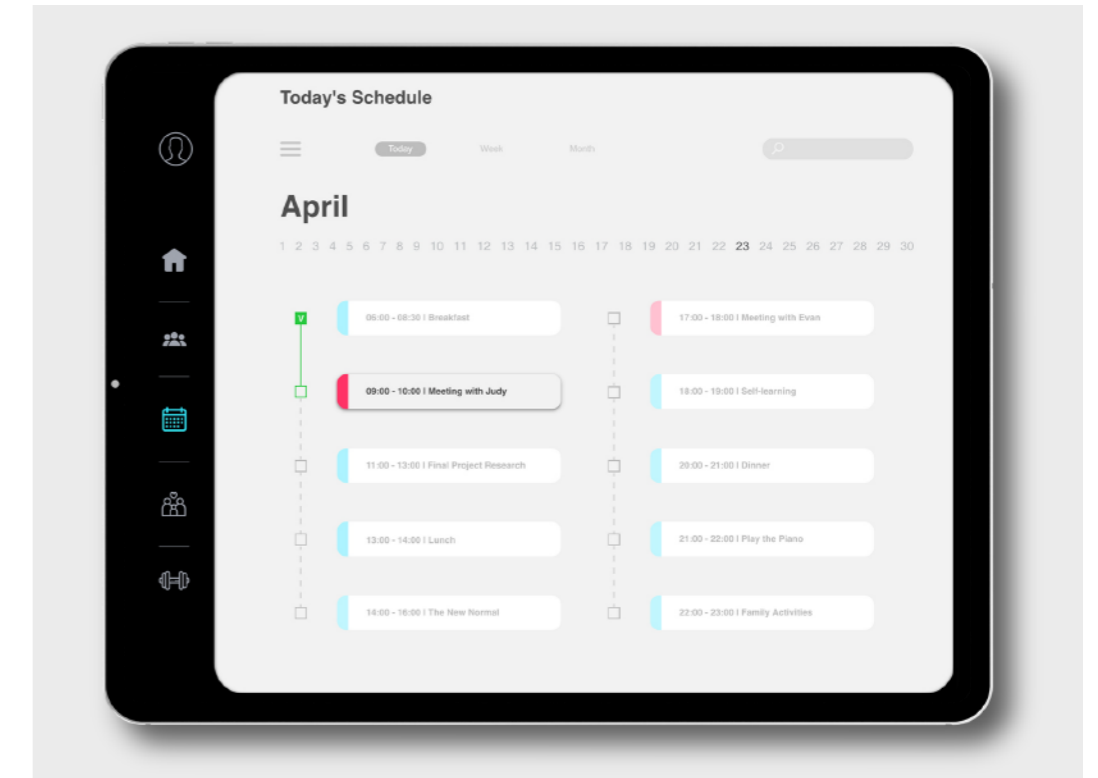 Today's Schedule
Today Week Month
April
1 2 3 4 5 6 7 8 9 10 11 12 13 14 15 16 17 18 19 20 21 22 23 24 25 26 27 28 29 30
V
06:00 - 08:30 I Breakfast
09:00 - 10:00 I Meeting with Judy
11:00 - 13:00 I Final Project Research
13:00 - 14:00 I Lunch
14:00 - 16:00 I The New Normal
17:00 - 18:00 I Meeting with Evan
18:00 - 19:00 I Self-learning
20:00 - 21:00 I Dinner
21:00 - 22:00 I Play the Piano
22:00 - 23:00 I Family Activities